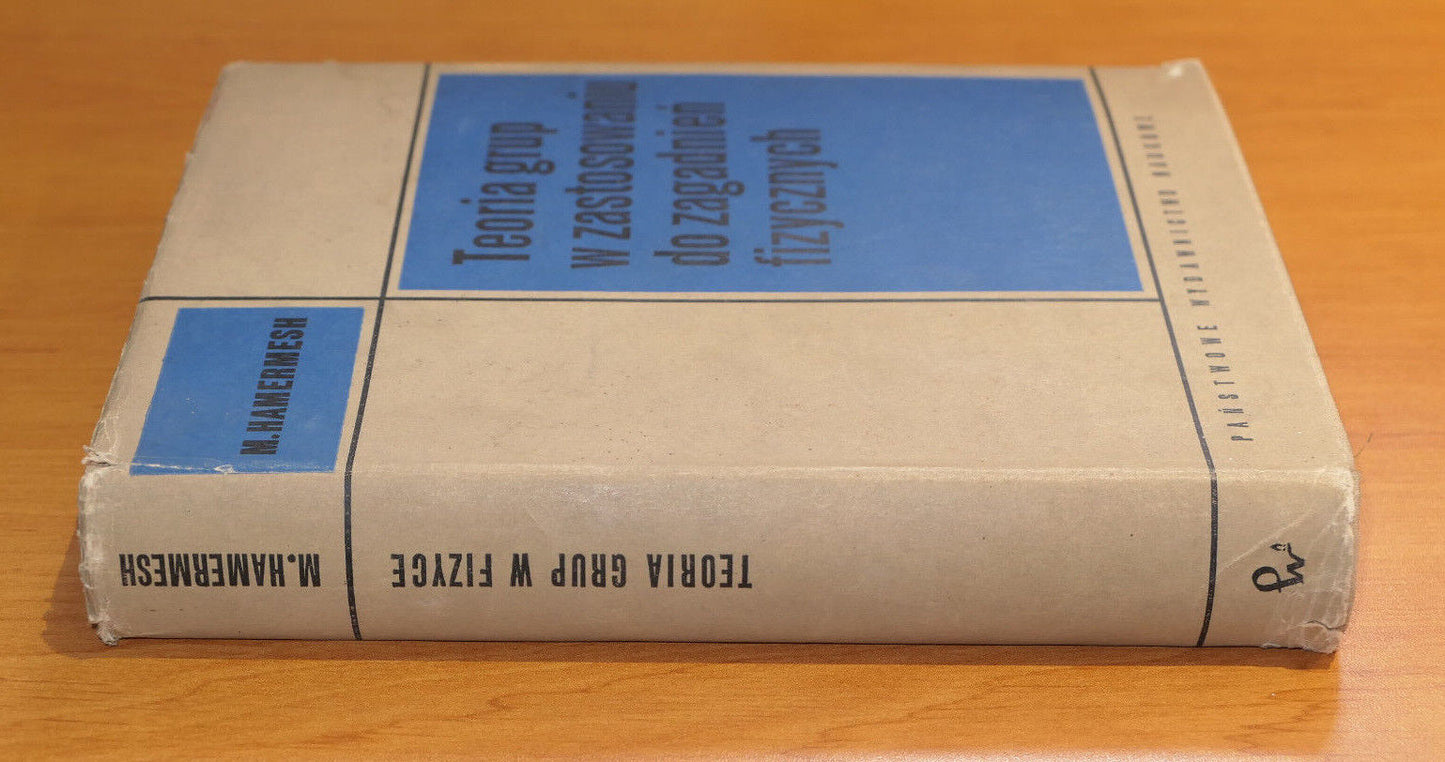 M. HAMERMESH
Teoria grup
w zastosowaniu
do zagadnień
fizycznych
PAŃSTWOWE WYDAWNICTWO NAUKOWE
M. HAMERMESH
TEORIA GRUP W FIZYCE